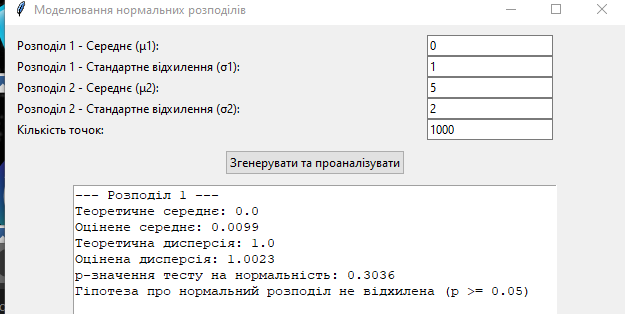 Моделювання нормальних розподілів
Розподіл 1 - Середнє (μ1): 0
Розподіл 1 - Стандартне відхилення (σ1): 1
Розподіл 2 - Середнє (μ2): 5
Розподіл 2 - Стандартне відхилення (σ2): 2
Кількість точок: 1000
Згенерувати та проаналізувати
--- Розподіл 1 ---
Теоретичне середнє: 0.0
Оцінене середнє: 0.0099
Теоретична дисперсія: 1.0
Оцінена дисперсія: 1.0023
p-значення тесту на нормальність: 0.3036
Гіпотеза про нормальний розподіл не відхилена (p >= 0.05)